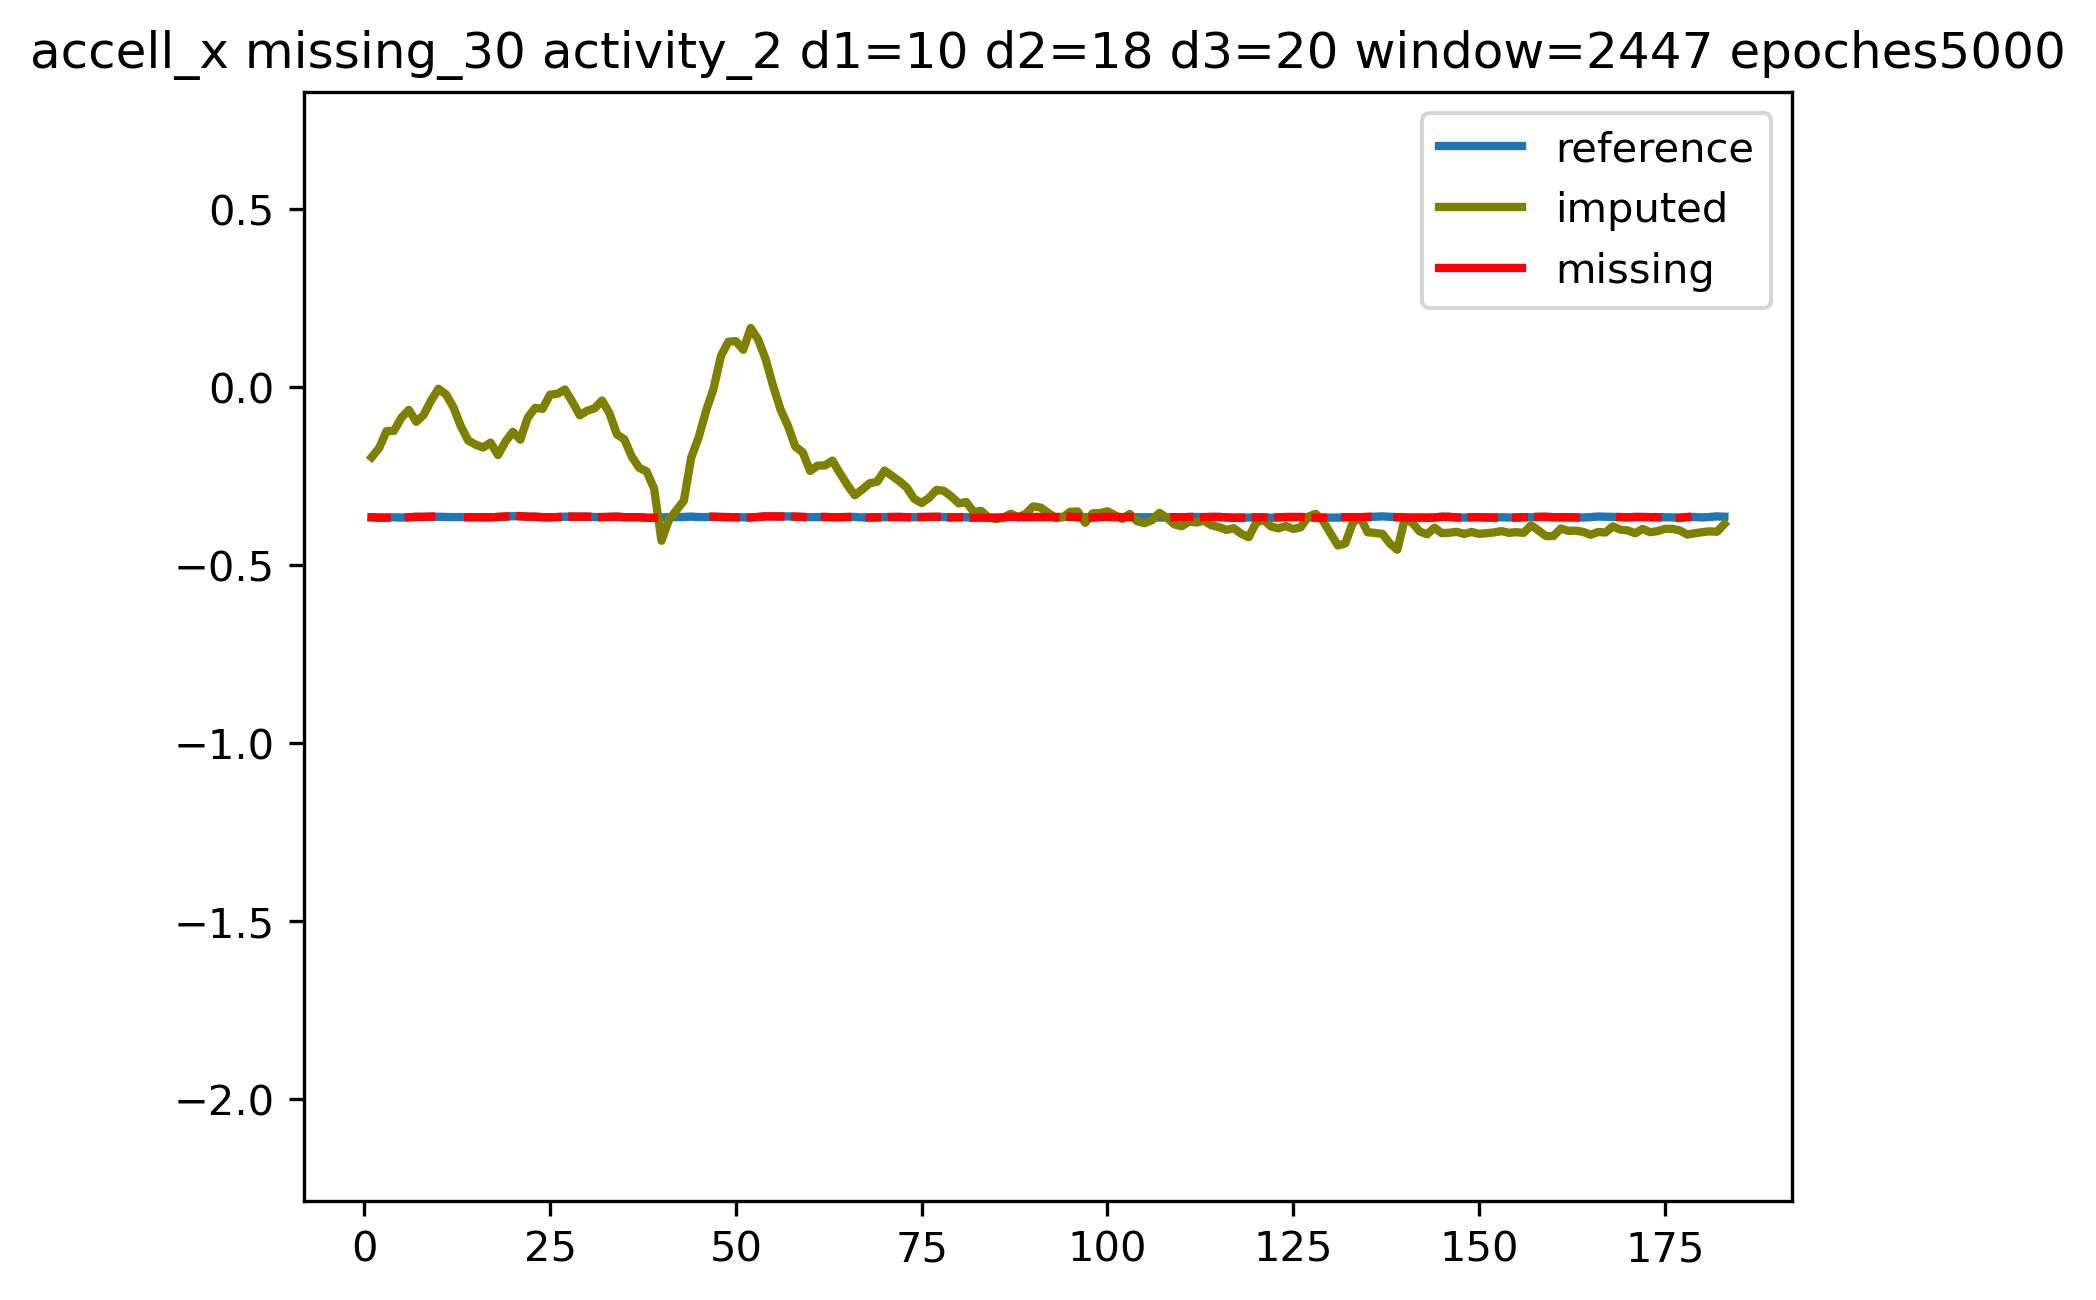 accell_x missing_30 activity_2 d1=10 d2=18 d3=20 window=2447 epoches5000
reference
imputed
missing
0.5
0.0
−0.5
−1.0
−1.5
−2.0
0 25 50 75 100 125 150 175